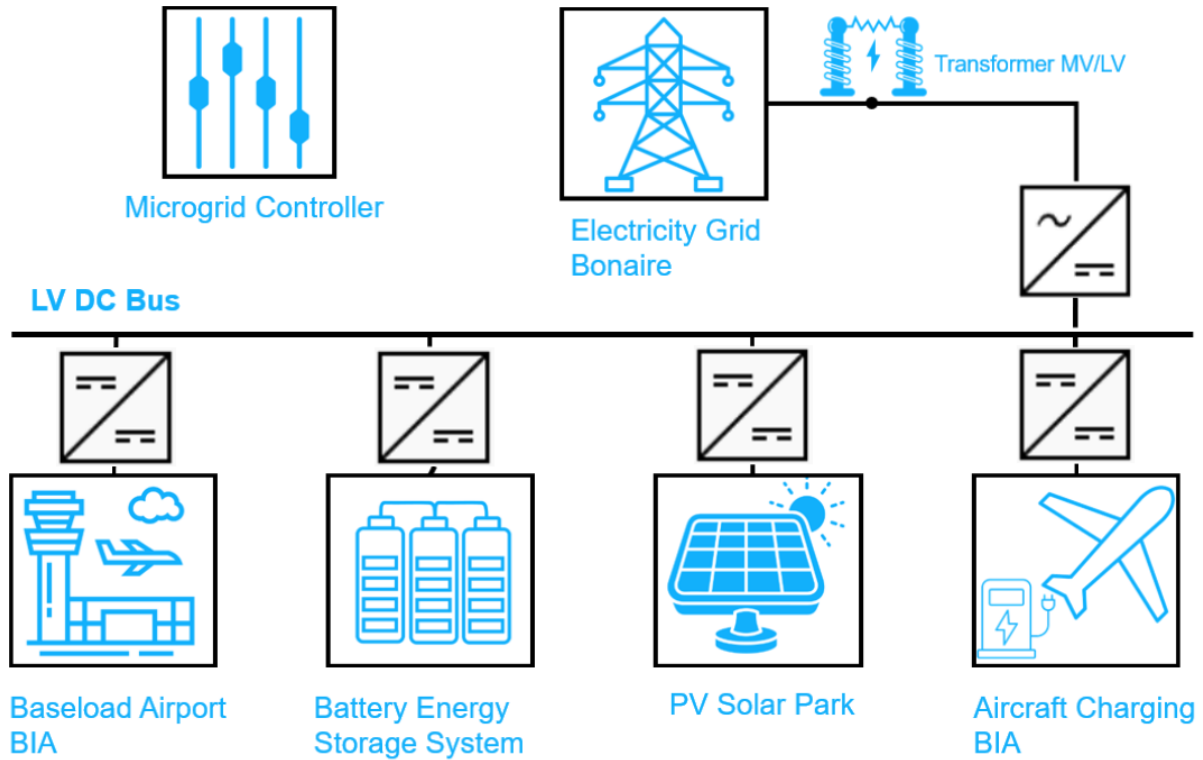 Transformer MV/LV
Microgrid Controller
Electricity Grid
Bonaire
LV DC Bus
Baseload Airport
BIA
Battery Energy
Storage System
PV Solar Park
Aircraft Charging
BIA